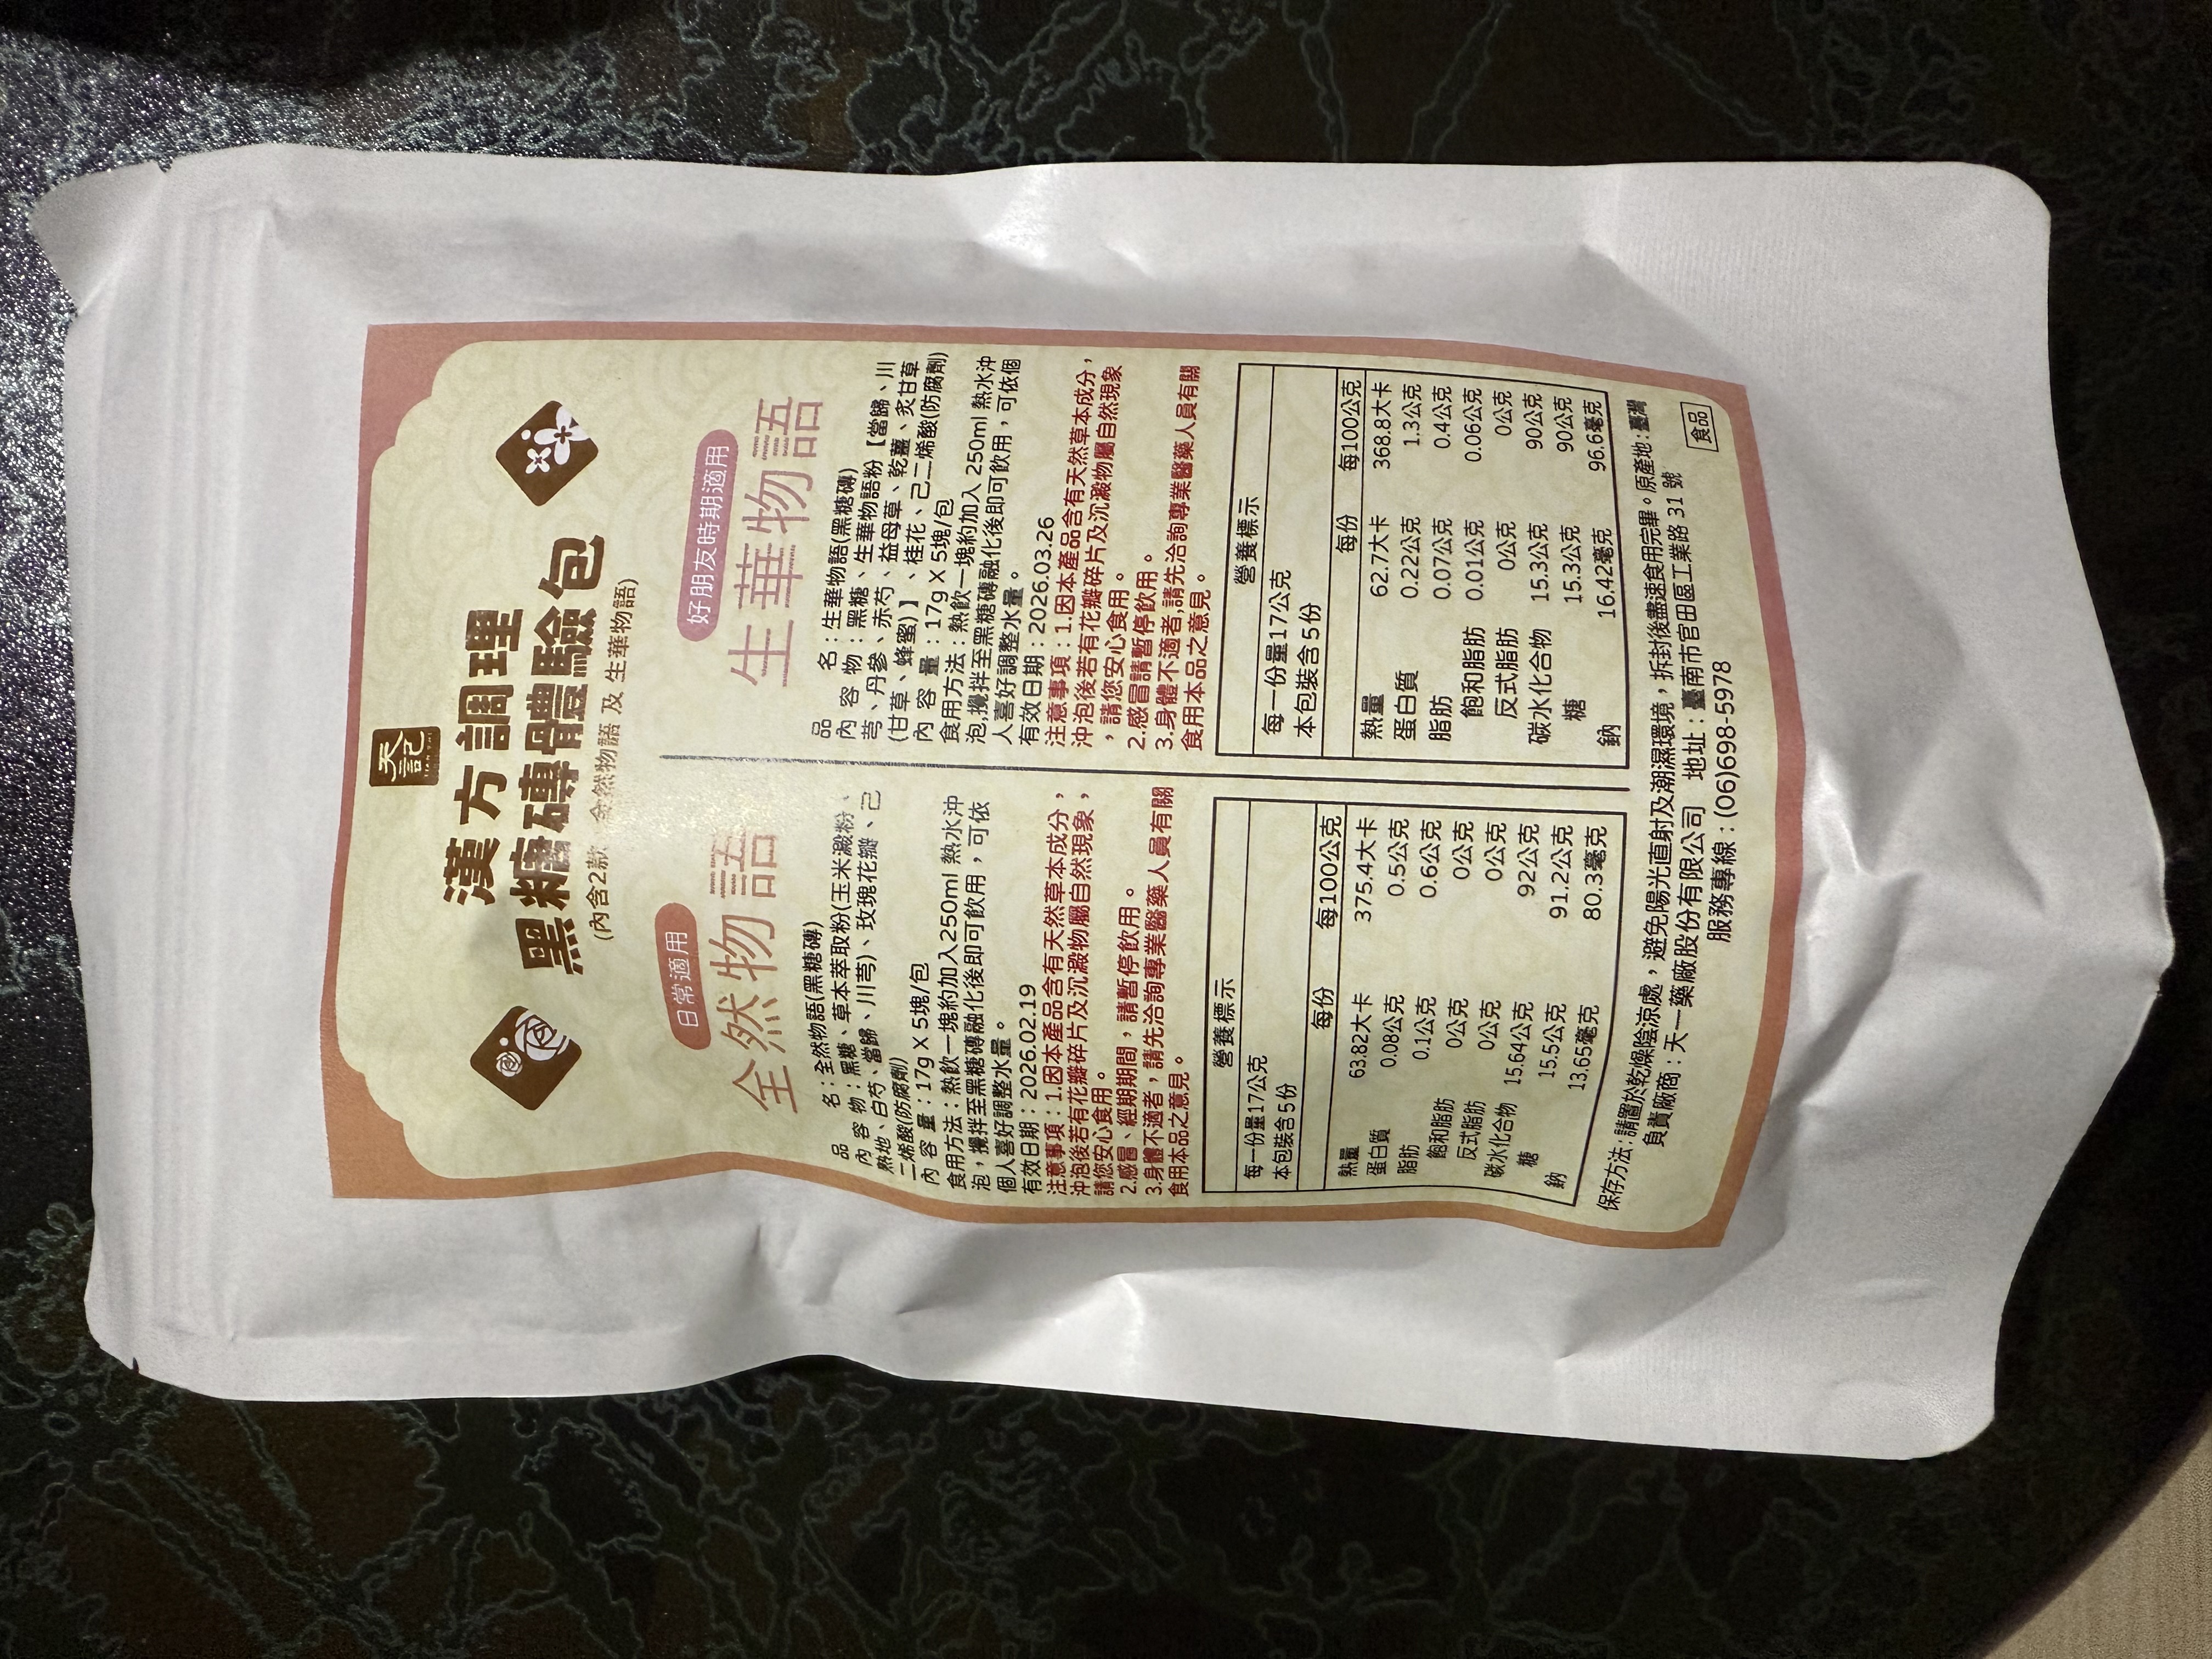 天記
漢方調理
黑糖磚體驗包
(內含2款 全然物語 及 生華物語)
日常適用
全然物語
品名：全然物語(黑糖磚)
內容物：黑糖、草本萃取粉(玉米澱粉、
熟地、白芍、當歸、川芎)、玫瑰花瓣、己
二烯酸(防腐劑)
內容量：17g X 5塊/包
食用方法：熱飲一塊約加入250ml 熱水沖
泡，攪拌至黑糖磚融化後即可飲用，可依
個人喜好調整水量。
有效日期：2026.02.19
注意事項：1.因本產品含有天然草本成分，
沖泡後若有花瓣碎片及沉澱物屬自然現象，
請您安心食用。
2.感冒、經期期間，請暫停飲用。
3.身體不適者，請先洽詢專業醫藥人員有關
食用本品之意見。
營養標示
每一份量17公克
本包裝含5份
每份 每100公克
熱量 63.82大卡 375.4大卡
蛋白質 0.08公克 0.5公克
脂肪 0.1公克 0.6公克
飽和脂肪 0公克 0公克
反式脂肪 0公克 0公克
碳水化合物 15.64公克 92公克
糖 15.5公克 91.2公克
鈉 13.65毫克 80.3毫克
好朋友時期適用
生華物語
品名：生華物語(黑糖磚)
內容物：黑糖、生華物語粉【當歸、川
芎、丹參、赤芍、益母草、乾薑、炙甘草
(甘草、蜂蜜)】、桂花、己二烯酸(防腐劑)
內容量：17g X 5塊/包
食用方法：熱飲一塊約加入 250ml 熱水沖
泡,攪拌至黑糖磚融化後即可飲用，可依個
人喜好調整水量。
有效日期：2026.03.26
注意事項：1.因本產品含有天然草本成分，
沖泡後若有花瓣碎片及沉澱物屬自然現象
，請您安心食用。
2.感冒請暫停飲用。
3.身體不適者,請先洽詢專業醫藥人員有關
食用本品之意見。
營養標示
每一份量17公克
本包裝含5份
每份 每100公克
熱量 62.7大卡 368.8大卡
蛋白質 0.22公克 1.3公克
脂肪 0.07公克 0.4公克
飽和脂肪 0.01公克 0.06公克
反式脂肪 0公克 0公克
碳水化合物 15.3公克 90公克
糖 15.3公克 90公克
鈉 16.42毫克 96.6毫克
保存方法：請置於乾燥陰涼處，避免陽光直射及潮濕環境，拆封後盡速食用完畢。原產地：臺灣
負責廠商：天一藥廠股份有限公司 地址：臺南市官田區工業路 31 號
服務專線：(06)698-5978
食品